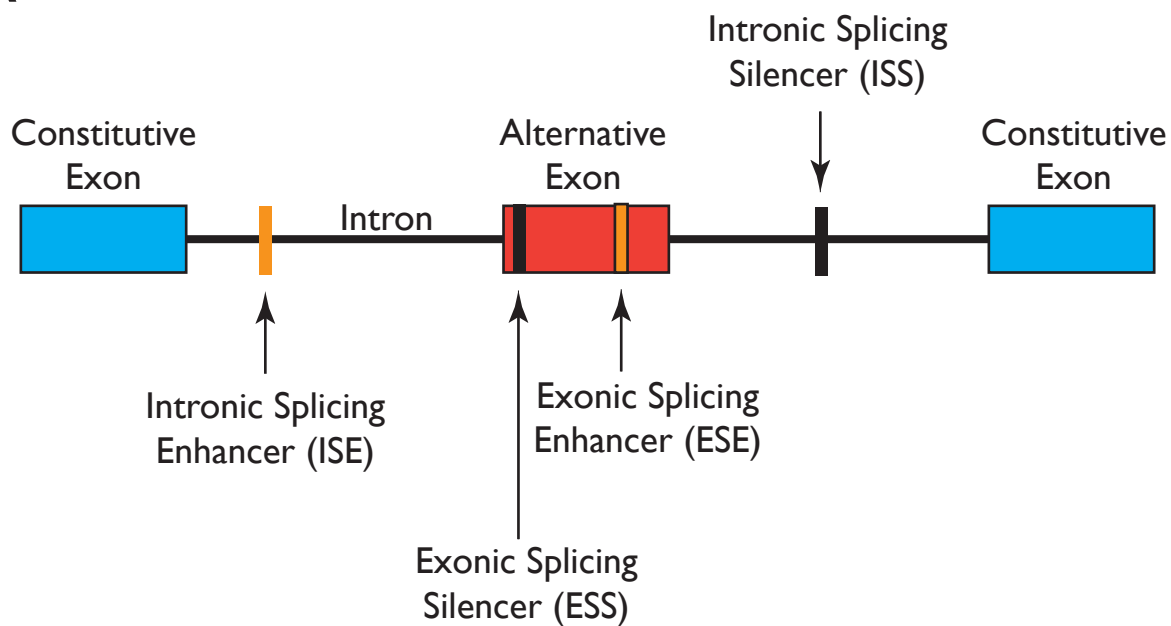 Intronic Splicing
Silencer (ISS)
Constitutive
Exon
Alternative
Exon
Constitutive
Exon
Intron
Intronic Splicing
Enhancer (ISE)
Exonic Splicing
Enhancer (ESE)
Exonic Splicing
Silencer (ESS)